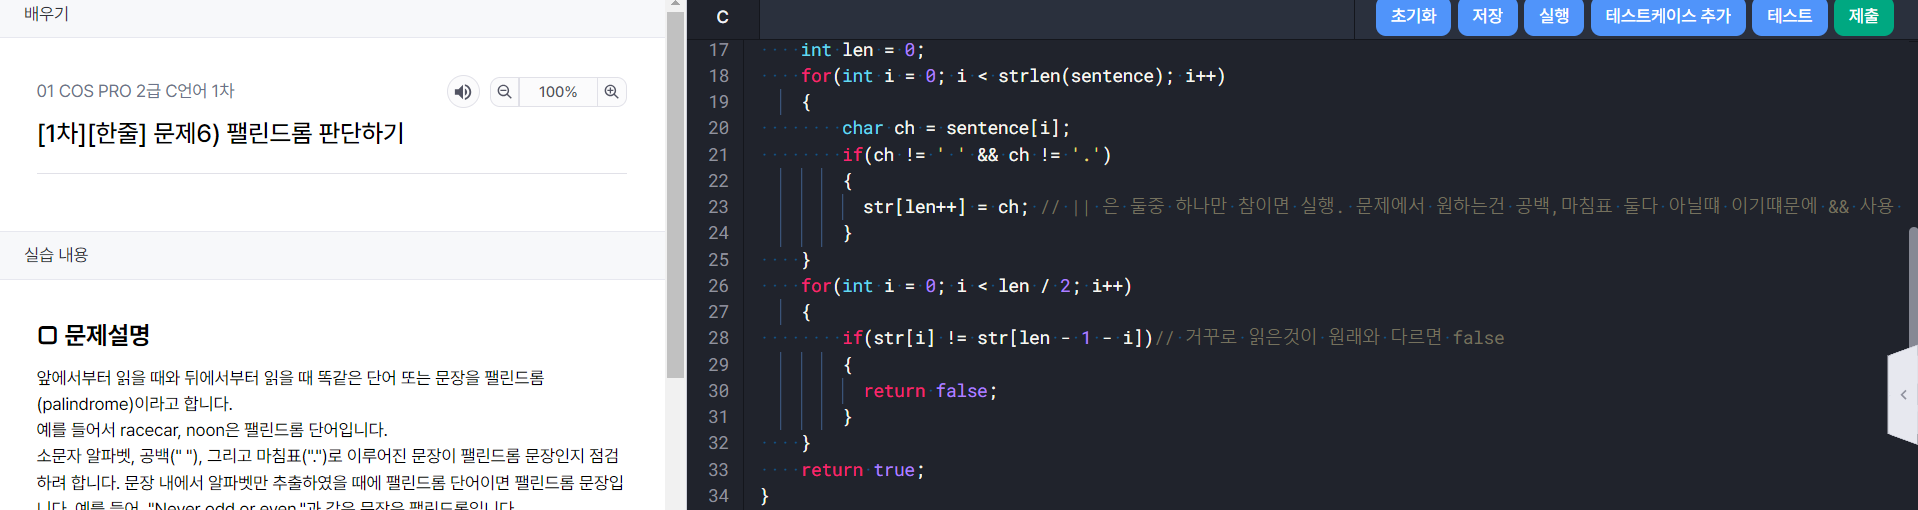 배우기
01 COS PRO 2급 C언어 1차
100%
[1차][한줄] 문제6) 팰린드롬 판단하기
실습 내용
문제설명
앞에서부터 읽을 때와 뒤에서부터 읽을 때 똑같은 단어 또는 문장을 팰린드롬
(palindrome)이라고 합니다.
예를 들어서 racecar, noon은 팰린드롬 단어입니다.
소문자 알파벳, 공백(" "), 그리고 마침표(".")로 이루어진 문장이 팰린드롬 문장인지 점검
하려 합니다. 문장 내에서 알파벳만 추출하였을 때에 팰린드롬 단어이면 팰린드롬 문장입
니다. 예를 들어, "Never odd or even."과 같은 문장은 팰린드롬입니다.
C
초기화 저장 실행 테스트케이스 추가 테스트 제출
17 int len = 0;
18 for(int i = 0; i < strlen(sentence); i++)
19 {
20 char ch = sentence[i];
21 if(ch != ' ' && ch != '.')
22 {
23 str[len++] = ch; // || 은 둘중 하나만 참이면 실행. 문제에서 원하는건 공백,마침표 둘다 아닐떄 이기떄문에 && 사용
24 }
25 }
26 for(int i = 0; i < len / 2; i++)
27 {
28 if(str[i] != str[len - 1 - i])// 거꾸로 읽은것이 원래와 다르면 false
29 {
30 return false;
31 }
32 }
33 return true;
34 }